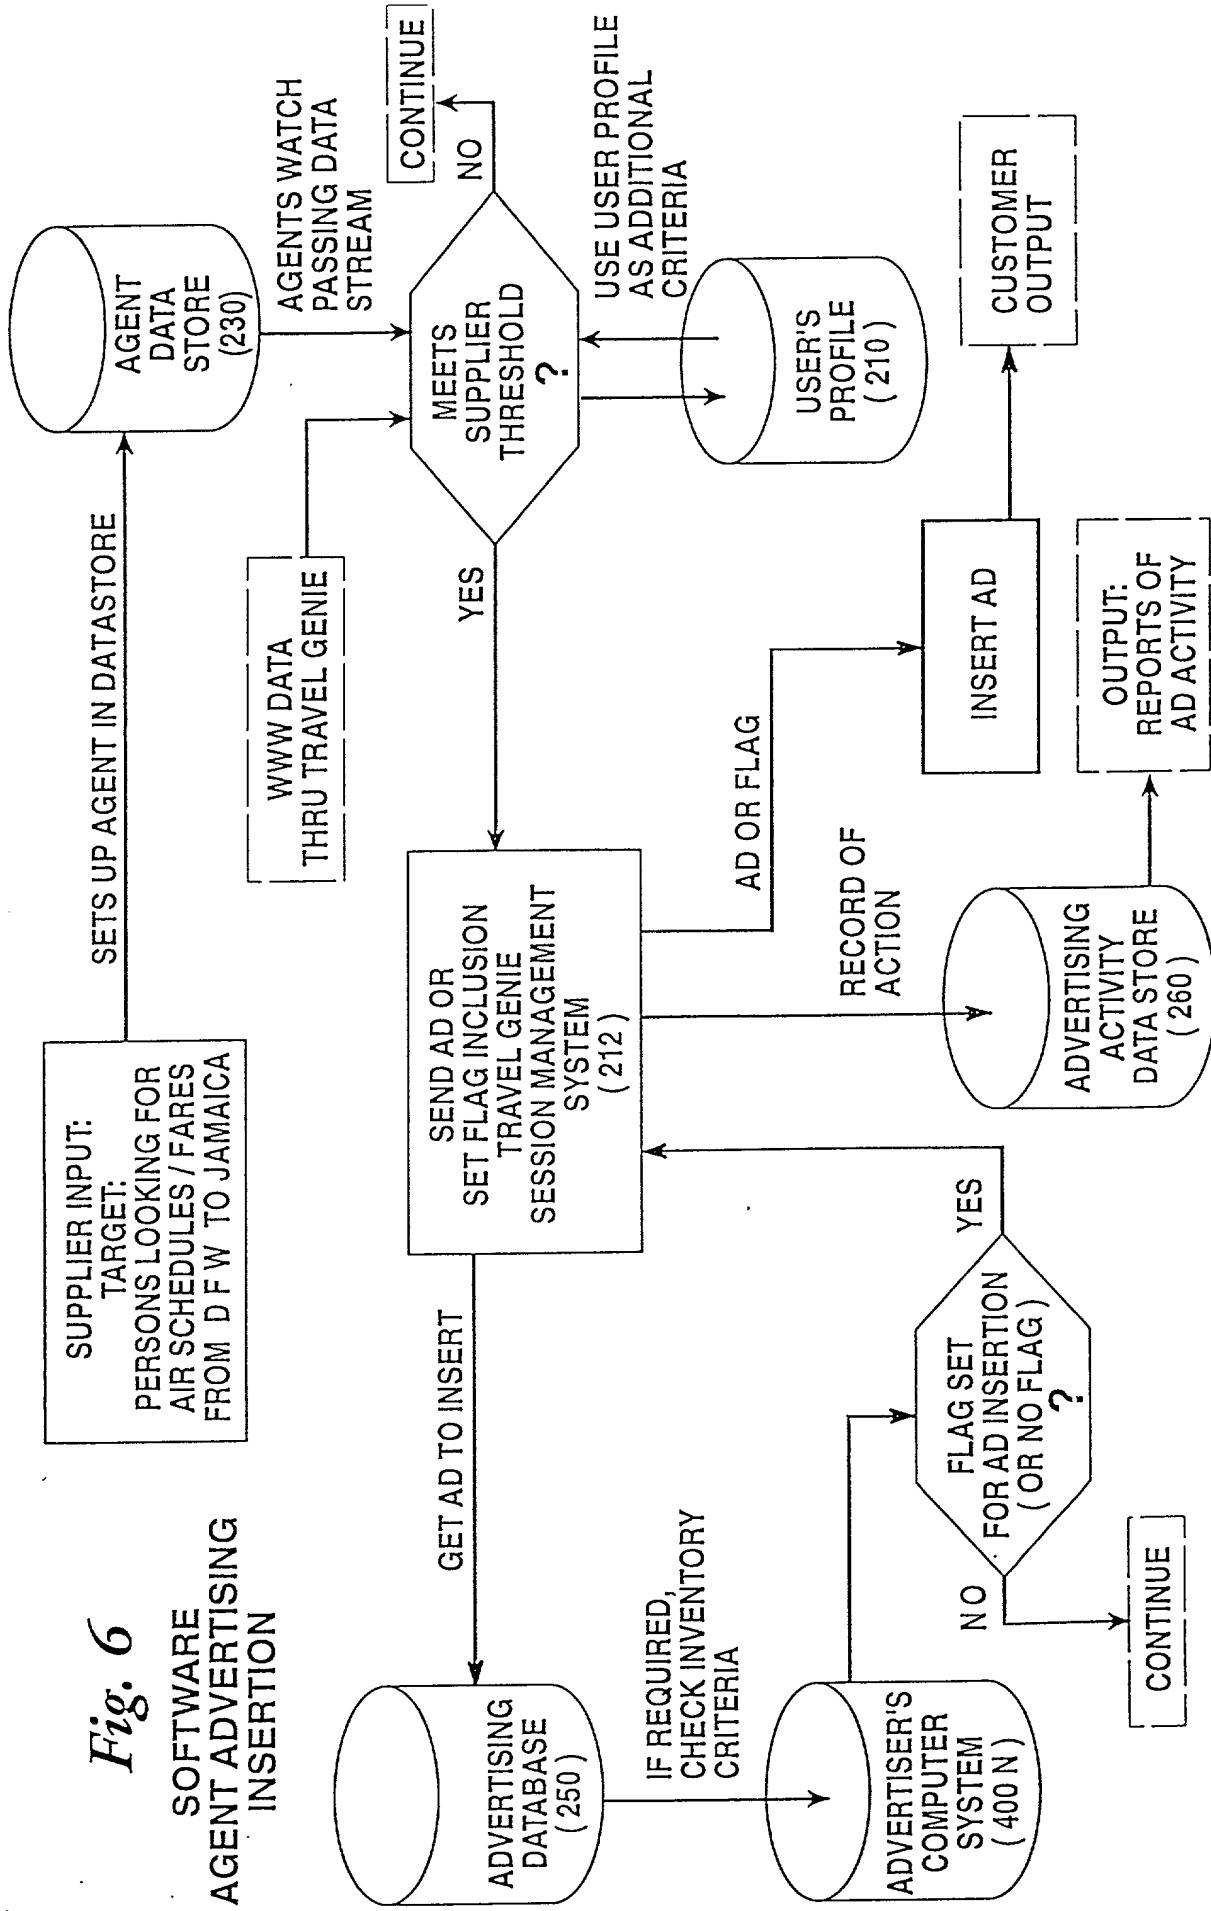 Fig. 6
SOFTWARE
AGENT ADVERTISING
INSERTION
SUPPLIER INPUT:
TARGET:
PERSONS LOOKING FOR
AIR SCHEDULES / FARES
FROM D F W TO JAMAICA
SETS UP AGENT IN DATASTORE
AGENT
DATA
STORE
(230)
AGENTS WATCH
PASSING DATA
STREAM
WWW DATA
THRU TRAVEL GENIE
MEETS
SUPPLIER
THRESHOLD
?
NO
CONTINUE
YES
USE USER PROFILE
AS ADDITIONAL
CRITERIA
USER'S
PROFILE
(210)
SEND AD OR
SET FLAG INCLUSION
TRAVEL GENIE
SESSION MANAGEMENT
SYSTEM
(212)
GET AD TO INSERT
ADVERTISING
DATABASE
(250)
IF REQUIRED,
CHECK INVENTORY
CRITERIA
ADVERTISER'S
COMPUTER
SYSTEM
(400 N)
FLAG SET
FOR AD INSERTION
(OR NO FLAG)
?
YES
NO
CONTINUE
RECORD OF
ACTION
ADVERTISING
ACTIVITY
DATA STORE
(260)
OUTPUT:
REPORTS OF
AD ACTIVITY
AD OR FLAG
INSERT AD
CUSTOMER
OUTPUT